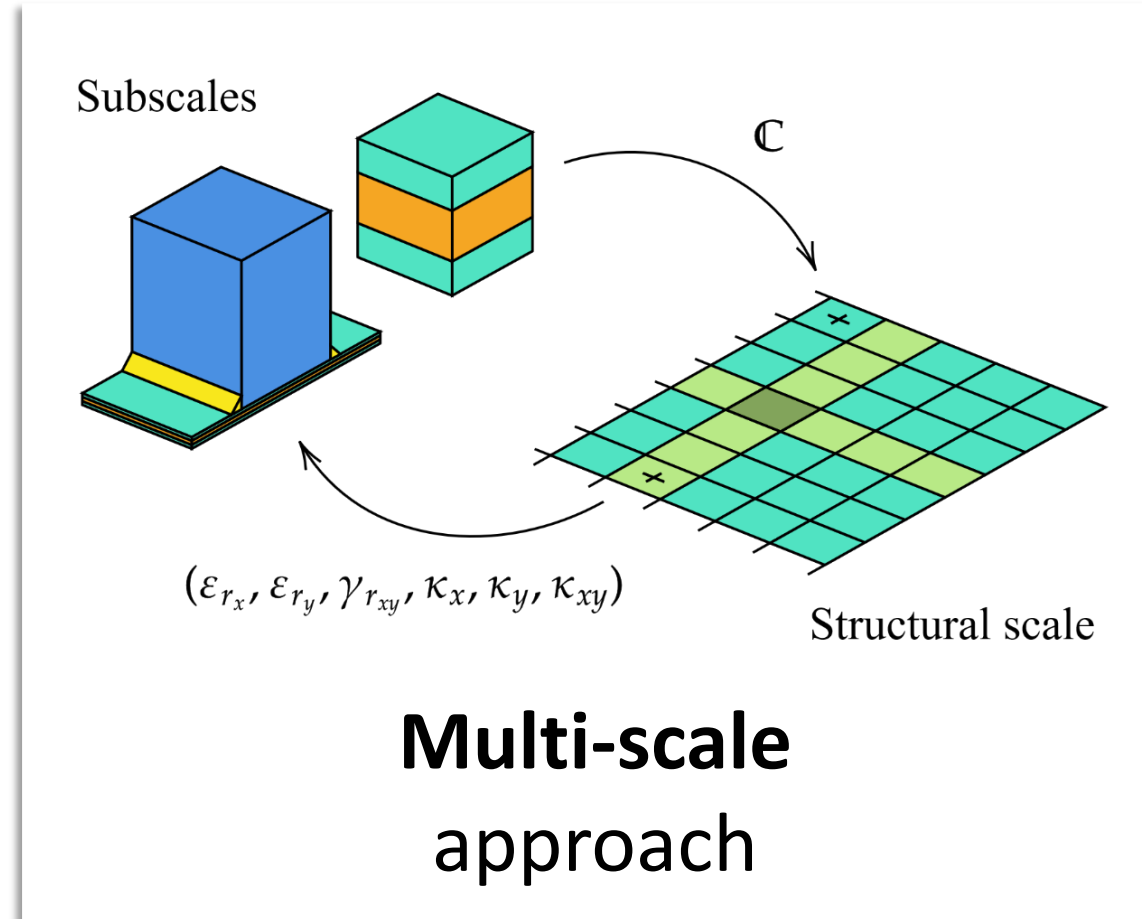 Subscales
ℂ
(ε_{r_x}, ε_{r_y}, γ_{r_{xy}}, κ_x, κ_y, κ_{xy})
Structural scale
Multi-scale
approach